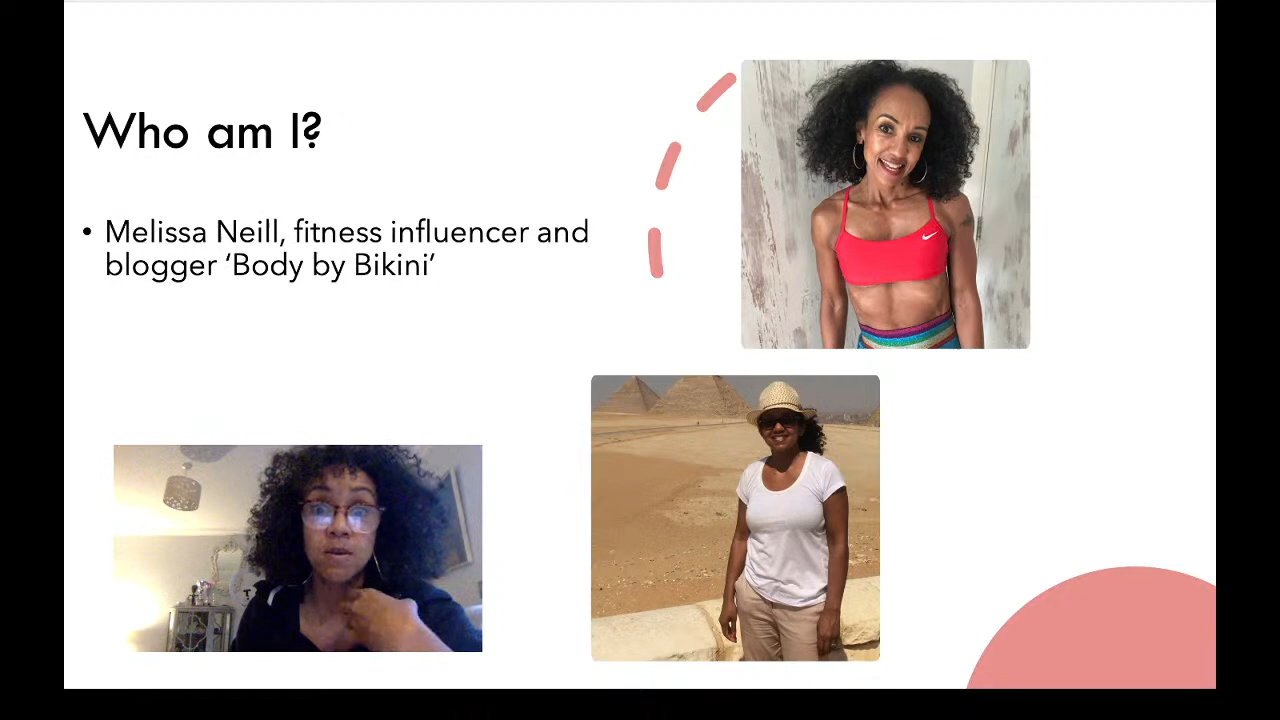 Who am I?
• Melissa Neill, fitness influencer and
blogger ‘Body by Bikini’